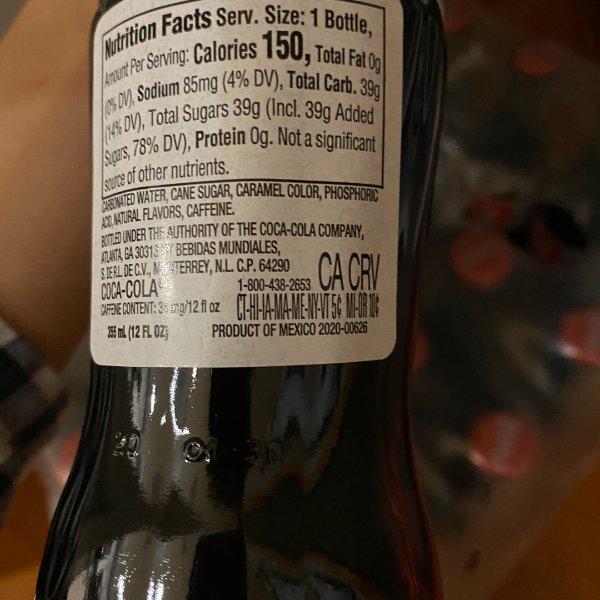 Nutrition Facts Serv. Size: 1 Bottle,
Amount Per Serving: Calories 150, Total Fat 0g
(0% DV), Sodium 85mg (4% DV), Total Carb. 39g
(14% DV), Total Sugars 39g (Incl. 39g Added
Sugars, 78% DV), Protein 0g. Not a significant
source of other nutrients.
CARBONATED WATER, CANE SUGAR, CARAMEL COLOR, PHOSPHORIC
ACID, NATURAL FLAVORS, CAFFEINE.
BOTTLED UNDER THE AUTHORITY OF THE COCA-COLA COMPANY,
ATLANTA, GA 30313 BY BEBIDAS MUNDIALES,
S. DE R.L. DE C.V., MONTERREY, N.L. C.P. 64290
COCA-COLA 1-800-438-2653 CA CRV
CAFFEINE CONTENT: mg/12 fl oz CT-HI-IA-MA-ME-NY-VT 5¢ MI-OR 10¢
355 mL (12 FL OZ) PRODUCT OF MEXICO 2020-00626